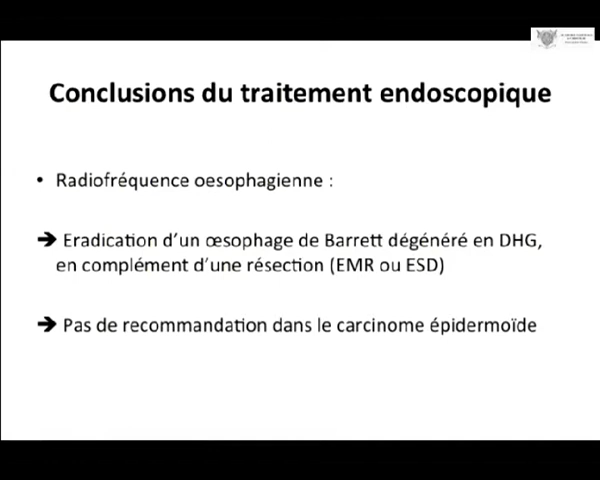 Conclusions du traitement endoscopique
• Radiofréquence oesophagienne :
➔ Eradication d'un œsophage de Barrett dégénéré en DHG,
en complément d'une résection (EMR ou ESD)
➔ Pas de recommandation dans le carcinome épidermoïde